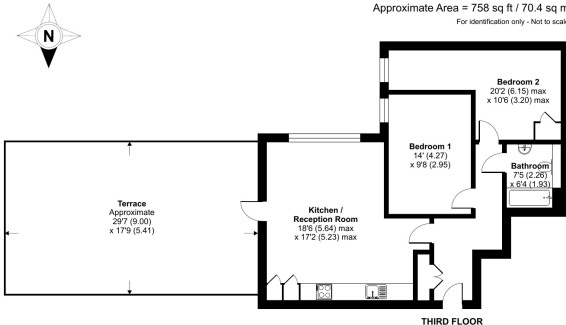 Approximate Area = 758 sq ft / 70.4 sq m
For identification only - Not to scale
N
Bedroom 2
20'2 (6.15) max
x 10'6 (3.20) max
Bedroom 1
14' (4.27)
x 9'8 (2.95)
Bathroom
7'5 (2.26)
x 6'4 (1.93)
Terrace
Approximate
29'7 (9.00)
x 17'9 (5.41)
Kitchen /
Reception Room
18'6 (5.64) max
x 17'2 (5.23) max
THIRD FLOOR